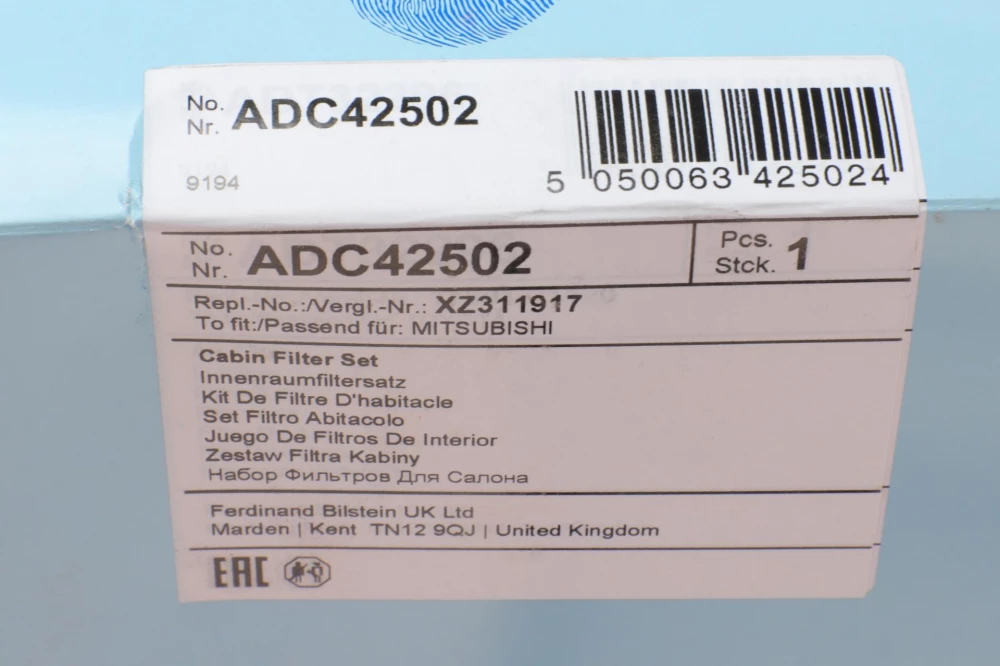 No.
Nr. ADC42502
9194
5 050063 425024
No.
Nr. ADC42502
Pcs.
Stck. 1
Repl.-No.:/Vergl.-Nr.: XZ311917
To fit:/Passend für: MITSUBISHI
Cabin Filter Set
Innenraumfiltersatz
Kit De Filtre D'habitacle
Set Filtro Abitacolo
Juego De Filtros De Interior
Zestaw Filtra Kabiny
Набор Фильтров Для Салона
Ferdinand Bilstein UK Ltd
Marden | Kent TN12 9QJ | United Kingdom
EAC